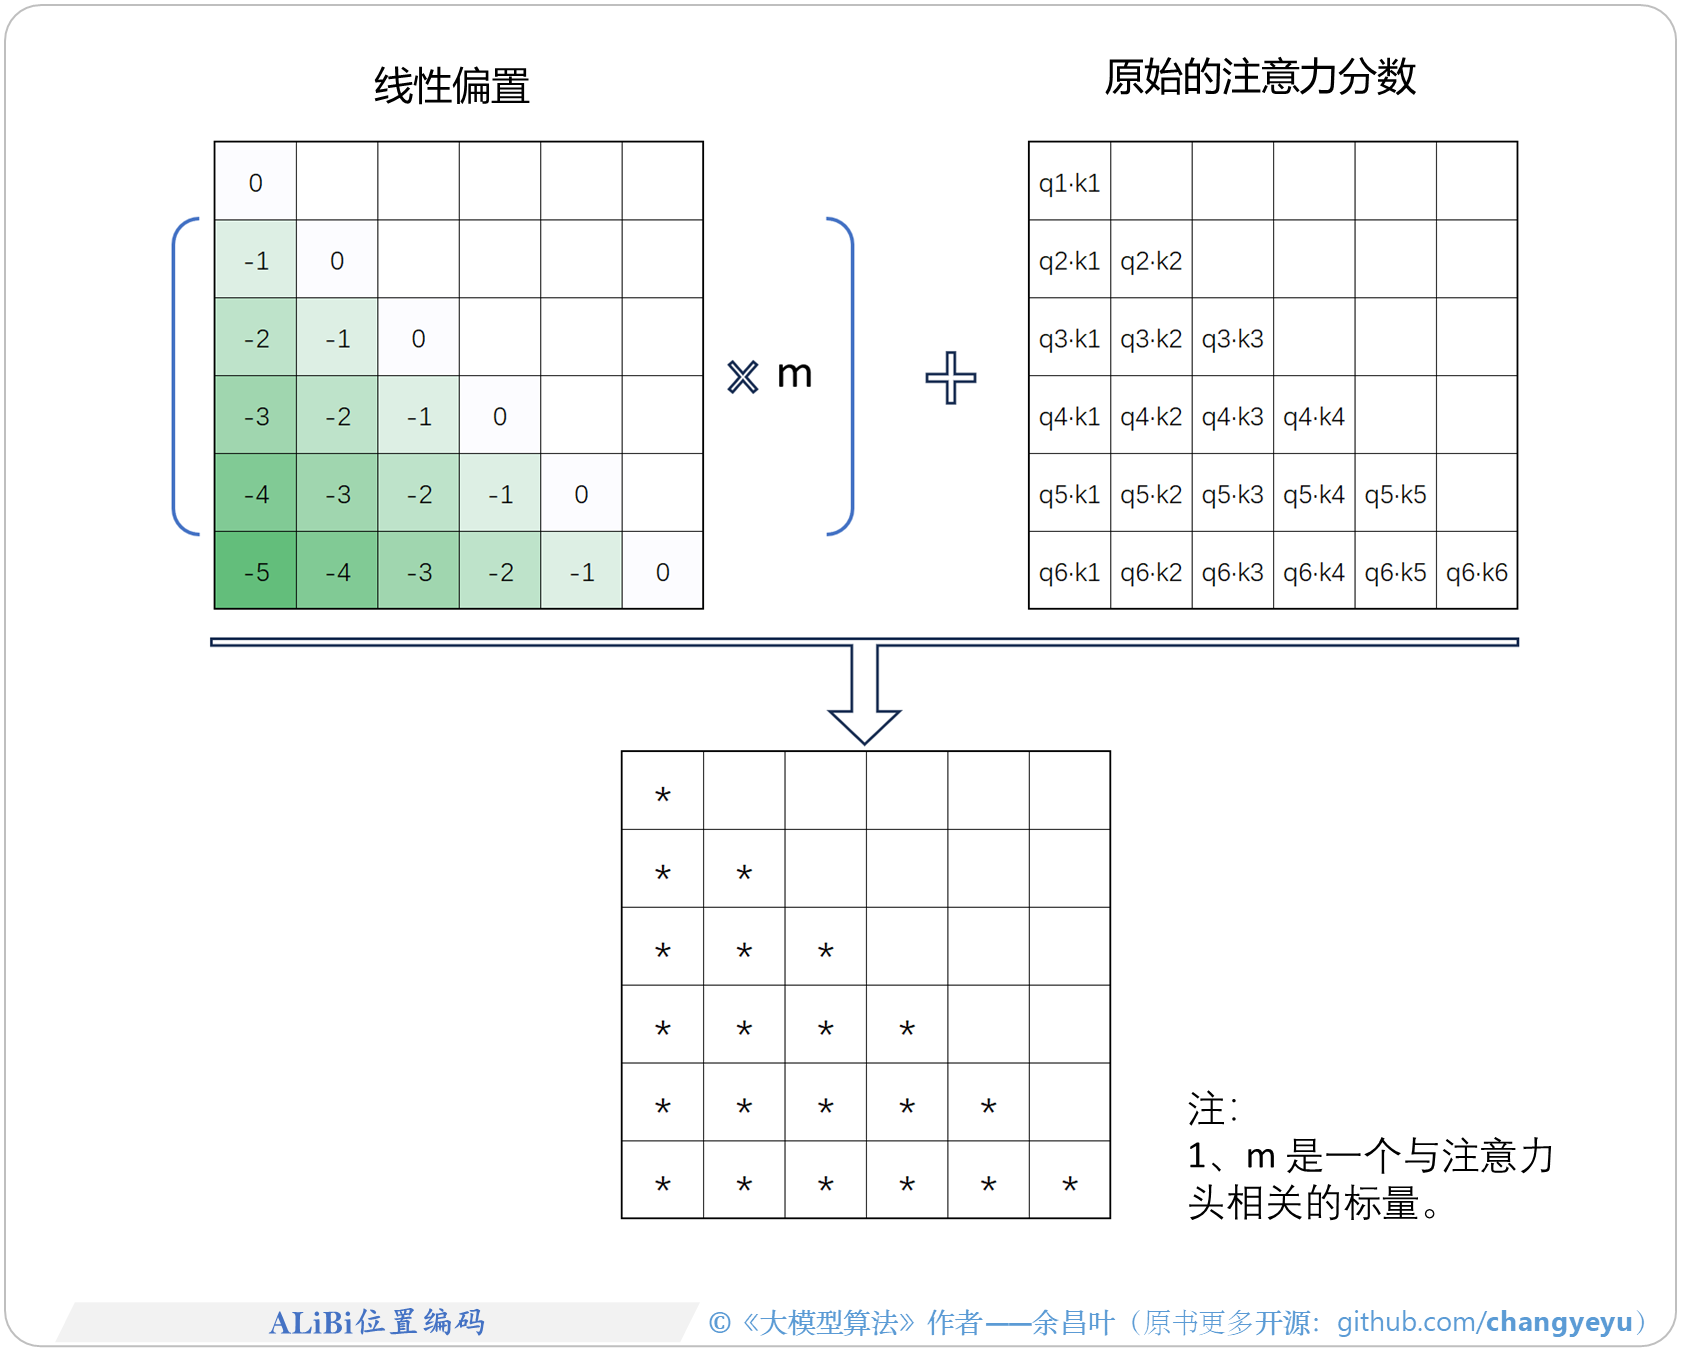 线性偏置
原始的注意力分数
0
-1 0
-2 -1 0
-3 -2 -1 0
-4 -3 -2 -1 0
-5 -4 -3 -2 -1 0
× m
+
q1·k1
q2·k1 q2·k2
q3·k1 q3·k2 q3·k3
q4·k1 q4·k2 q4·k3 q4·k4
q5·k1 q5·k2 q5·k3 q5·k4 q5·k5
q6·k1 q6·k2 q6·k3 q6·k4 q6·k5 q6·k6
*
* *
* * *
* * * *
* * * * *
* * * * * *
注：
1、m 是一个与注意力
头相关的标量。
ALiBi位置编码
©《大模型算法》作者——余昌叶（原书更多开源：github.com/changyeyu）